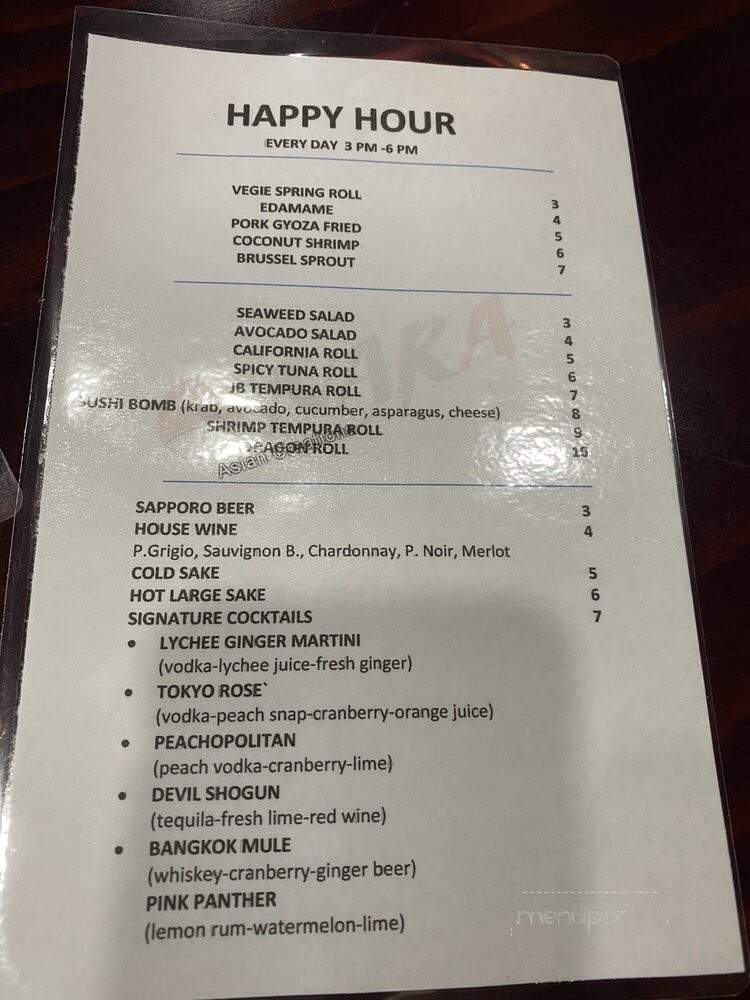 HAPPY HOUR
EVERY DAY 3 PM -6 PM
VEGIE SPRING ROLL 3
EDAMAME 4
PORK GYOZA FRIED 5
COCONUT SHRIMP 6
BRUSSEL SPROUT 7
SEAWEED SALAD 3
AVOCADO SALAD 4
CALIFORNIA ROLL 5
SPICY TUNA ROLL 6
JB TEMPURA ROLL 7
SUSHI BOMB (krab, avocado, cucumber, asparagus, cheese) 8
SHRIMP TEMPURA ROLL 9
DRAGON ROLL 15
Asian
SAPPORO BEER 3
HOUSE WINE 4
P.Grigio, Sauvignon B., Chardonnay, P. Noir, Merlot
COLD SAKE 5
HOT LARGE SAKE 6
SIGNATURE COCKTAILS 7
• LYCHEE GINGER MARTINI
(vodka-lychee juice-fresh ginger)
• TOKYO ROSE`
(vodka-peach snap-cranberry-orange juice)
• PEACHOPOLITAN
(peach vodka-cranberry-lime)
• DEVIL SHOGUN
(tequila-fresh lime-red wine)
• BANGKOK MULE
(whiskey-cranberry-ginger beer)
PINK PANTHER
(lemon rum-watermelon-lime)
menupix